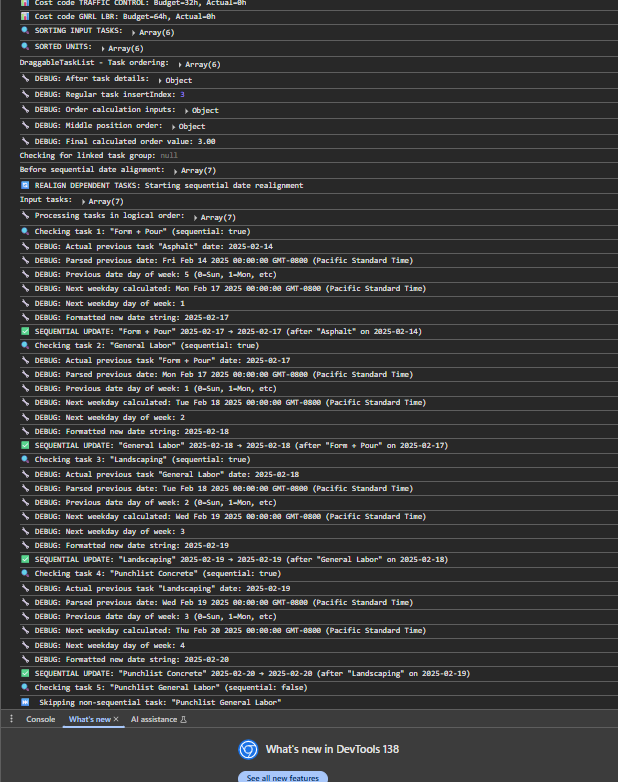 Cost code TRAFFIC CONTROL: Budget=32h, Actual=0h
Cost code GNRL LBR: Budget=64h, Actual=0h
SORTING INPUT TASKS: ▸ Array(6)
SORTED UNITS: ▸ Array(6)
DraggableTaskList - Task ordering: ▸ Array(6)
DEBUG: After task details: ▸ Object
DEBUG: Regular task insertIndex: 3
DEBUG: Order calculation inputs: ▸ Object
DEBUG: Middle position order: ▸ Object
DEBUG: Final calculated order value: 3.00
Checking for linked task group: null
Before sequential date alignment: ▸ Array(7)
REALIGN DEPENDENT TASKS: Starting sequential date realignment
Input tasks: ▸ Array(7)
Processing tasks in logical order: ▸ Array(7)
Checking task 1: "Form + Pour" (sequential: true)
DEBUG: Actual previous task "Asphalt" date: 2025-02-14
DEBUG: Parsed previous date: Fri Feb 14 2025 00:00:00 GMT-0800 (Pacific Standard Time)
DEBUG: Previous date day of week: 5 (0=Sun, 1=Mon, etc)
DEBUG: Next weekday calculated: Mon Feb 17 2025 00:00:00 GMT-0800 (Pacific Standard Time)
DEBUG: Next weekday day of week: 1
DEBUG: Formatted new date string: 2025-02-17
SEQUENTIAL UPDATE: "Form + Pour" 2025-02-17 → 2025-02-17 (after "Asphalt" on 2025-02-14)
Checking task 2: "General Labor" (sequential: true)
DEBUG: Actual previous task "Form + Pour" date: 2025-02-17
DEBUG: Parsed previous date: Mon Feb 17 2025 00:00:00 GMT-0800 (Pacific Standard Time)
DEBUG: Previous date day of week: 1 (0=Sun, 1=Mon, etc)
DEBUG: Next weekday calculated: Tue Feb 18 2025 00:00:00 GMT-0800 (Pacific Standard Time)
DEBUG: Next weekday day of week: 2
DEBUG: Formatted new date string: 2025-02-18
SEQUENTIAL UPDATE: "General Labor" 2025-02-18 → 2025-02-18 (after "Form + Pour" on 2025-02-17)
Checking task 3: "Landscaping" (sequential: true)
DEBUG: Actual previous task "General Labor" date: 2025-02-18
DEBUG: Parsed previous date: Tue Feb 18 2025 00:00:00 GMT-0800 (Pacific Standard Time)
DEBUG: Previous date day of week: 2 (0=Sun, 1=Mon, etc)
DEBUG: Next weekday calculated: Wed Feb 19 2025 00:00:00 GMT-0800 (Pacific Standard Time)
DEBUG: Next weekday day of week: 3
DEBUG: Formatted new date string: 2025-02-19
SEQUENTIAL UPDATE: "Landscaping" 2025-02-19 → 2025-02-19 (after "General Labor" on 2025-02-18)
Checking task 4: "Punchlist Concrete" (sequential: true)
DEBUG: Actual previous task "Landscaping" date: 2025-02-19
DEBUG: Parsed previous date: Wed Feb 19 2025 00:00:00 GMT-0800 (Pacific Standard Time)
DEBUG: Previous date day of week: 3 (0=Sun, 1=Mon, etc)
DEBUG: Next weekday calculated: Thu Feb 20 2025 00:00:00 GMT-0800 (Pacific Standard Time)
DEBUG: Next weekday day of week: 4
DEBUG: Formatted new date string: 2025-02-20
SEQUENTIAL UPDATE: "Punchlist Concrete" 2025-02-20 → 2025-02-20 (after "Landscaping" on 2025-02-19)
Checking task 5: "Punchlist General Labor" (sequential: false)
Skipping non-sequential task: "Punchlist General Labor"
Console What's new × AI assistance
What's new in DevTools 138
See all new features